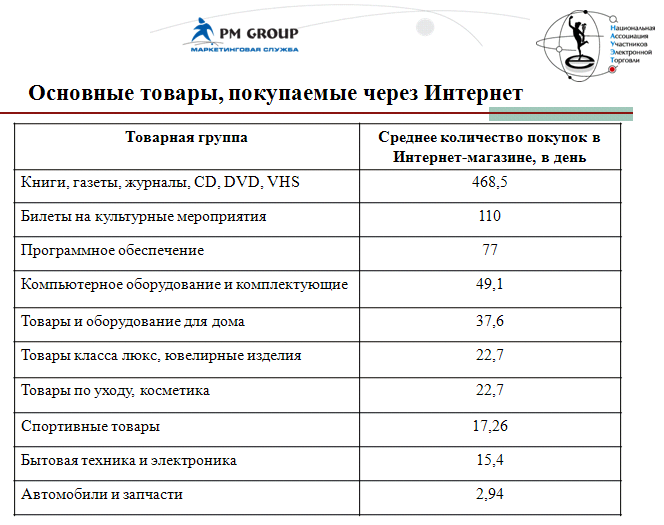 PM GROUP
МАРКЕТИНГОВАЯ СЛУЖБА
Национальная
Ассоциация
Участников
Электронной
Торговли
Основные товары, покупаемые через Интернет
Товарная группа
Среднее количество покупок в
Интернет-магазине, в день
Книги, газеты, журналы, CD, DVD, VHS 468,5
Билеты на культурные мероприятия 110
Программное обеспечение 77
Компьютерное оборудование и комплектующие 49,1
Товары и оборудование для дома 37,6
Товары класса люкс, ювелирные изделия 22,7
Товары по уходу, косметика 22,7
Спортивные товары 17,26
Бытовая техника и электроника 15,4
Автомобили и запчасти 2,94